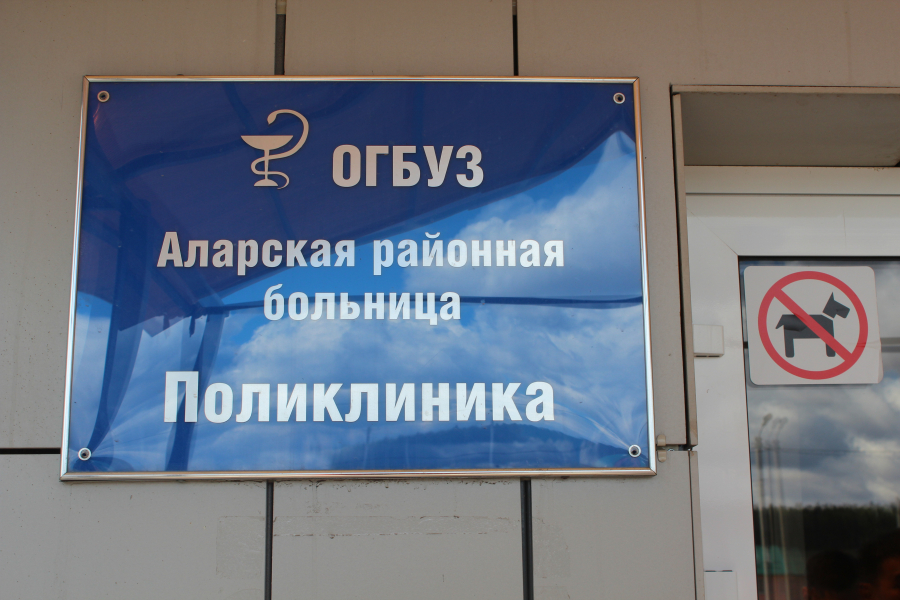 ОГБУЗ
Аларская районная
больница
Поликлиника